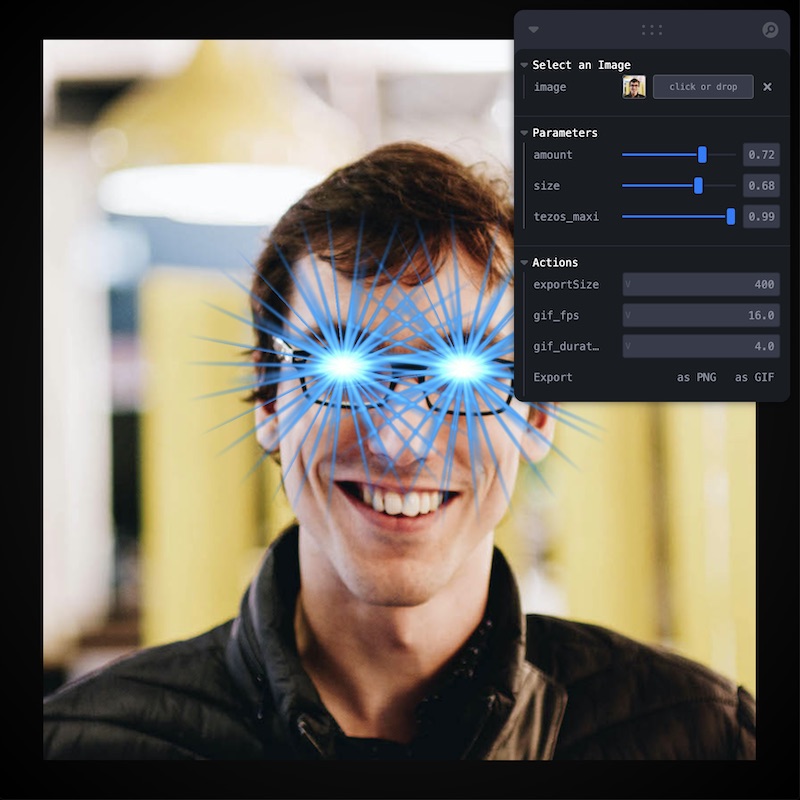 Select an Image
image click or drop
Parameters
amount 0.72
size 0.68
tezos_maxi 0.99
Actions
exportSize V 400
gif_fps V 16.0
gif_durat… V 4.0
Export as PNG as GIF